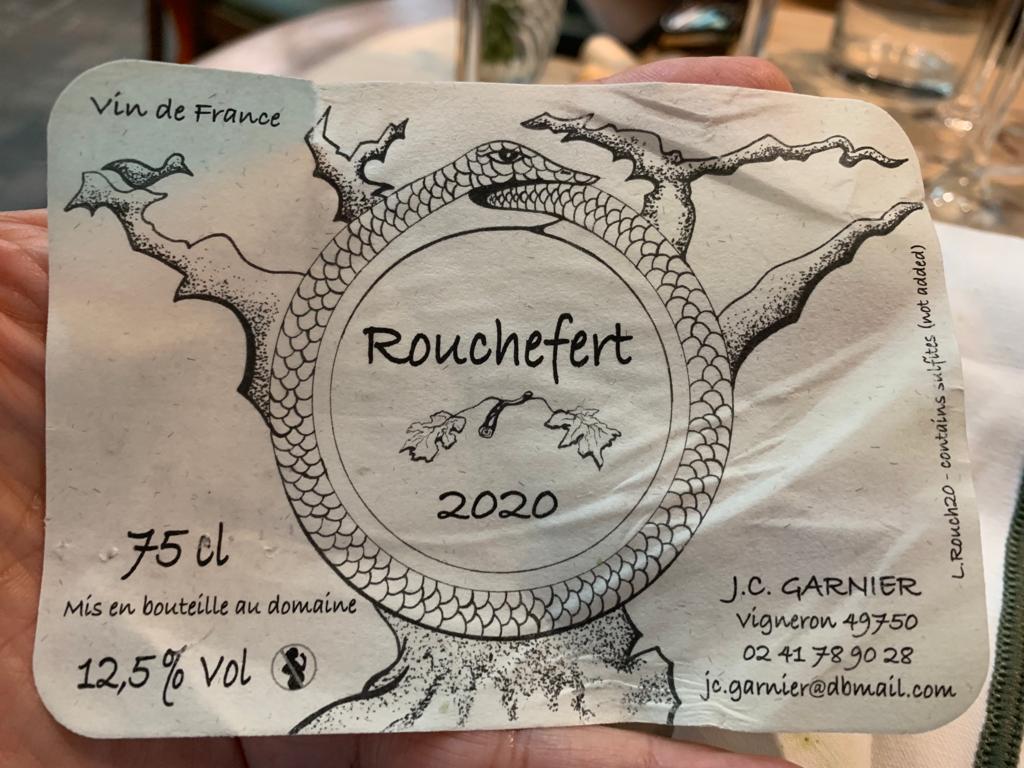 Vin de France
Rouchefert
2020
75 cl
Mis en bouteille au domaine
12,5% Vol
J.C. GARNIER
Vigneron 49750
02 41 78 90 28
jc.garnier@dbmail.com
L.Rouch20 - contains sulfites (not added)